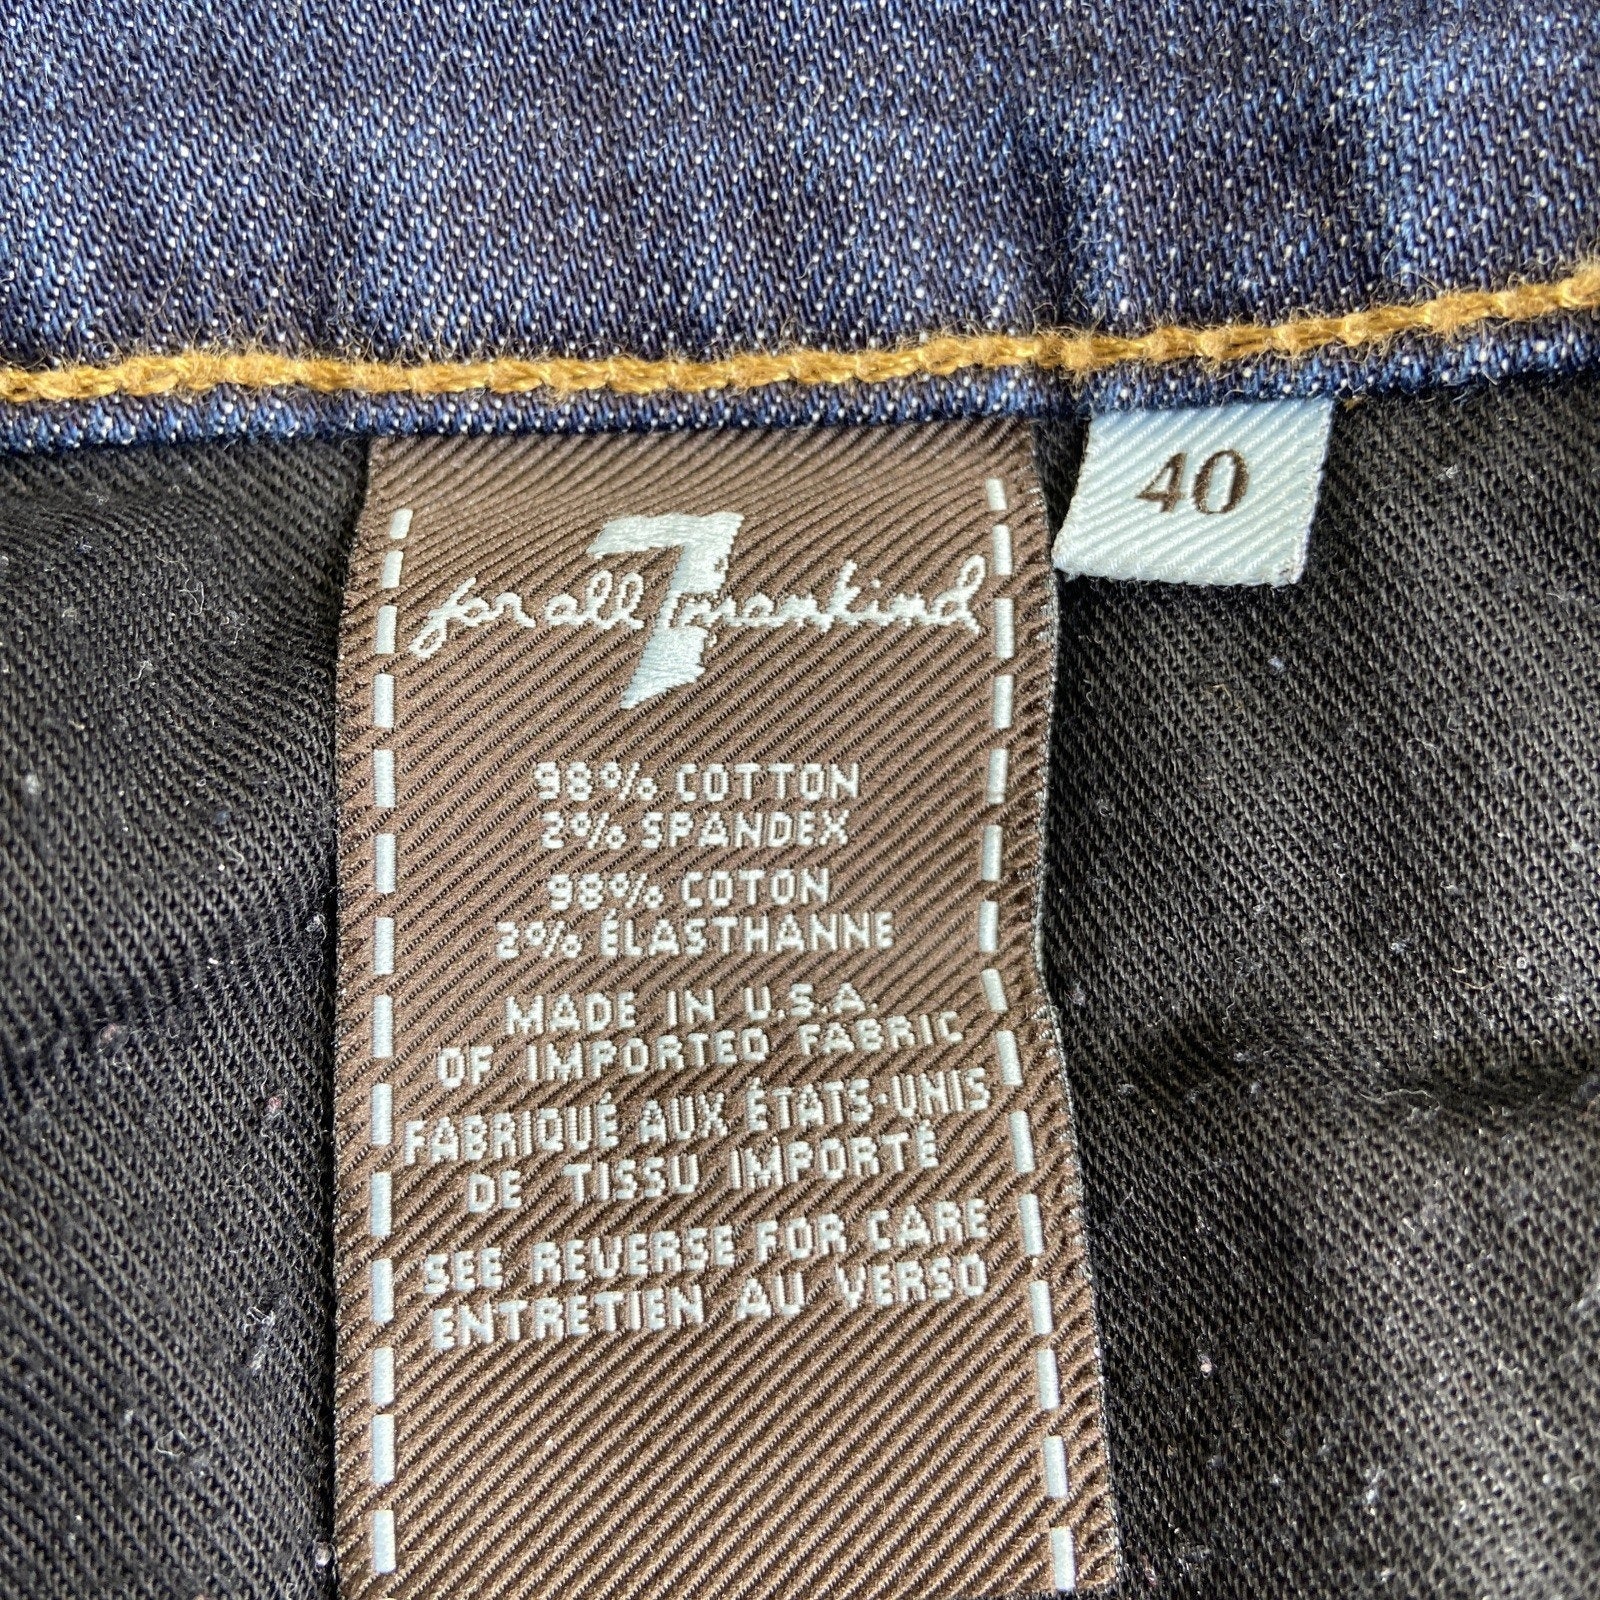 40
7 for all mankind
98% COTTON
2% SPANDEX
98% COTON
2% ÉLASTHANNE
MADE IN U.S.A.
OF IMPORTED FABRIC
FABRIQUÉ AUX ÉTATS-UNIS
DE TISSU IMPORTÉ
SEE REVERSE FOR CARE
ENTRETIEN AU VERSO